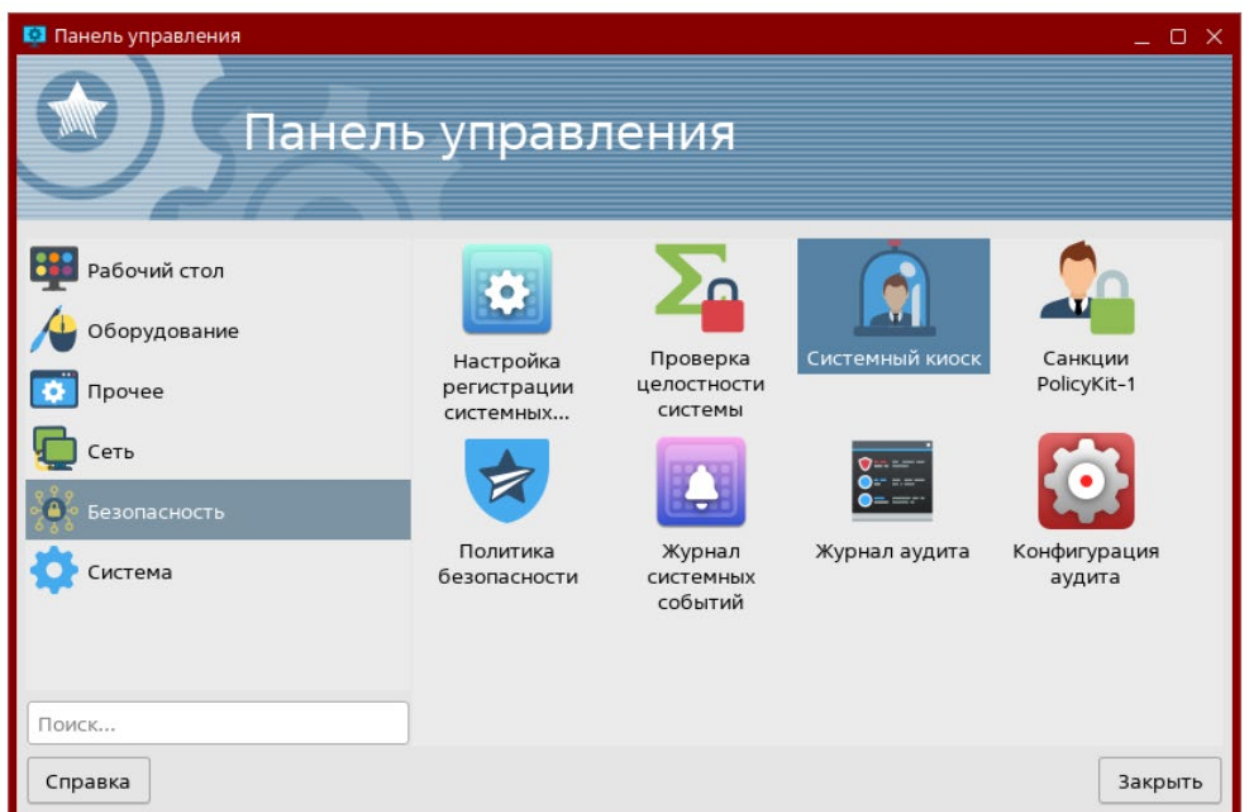 Панель управления
Панель управления
Рабочий стол
Оборудование
Прочее
Сеть
Безопасность
Система
Настройка
регистрации
системных...
Проверка
целостности
системы
Системный киоск
Санкции
PolicyKit-1
Политика
безопасности
Журнал
системных
событий
Журнал аудита
Конфигурация
аудита
Поиск...
Справка
Закрыть